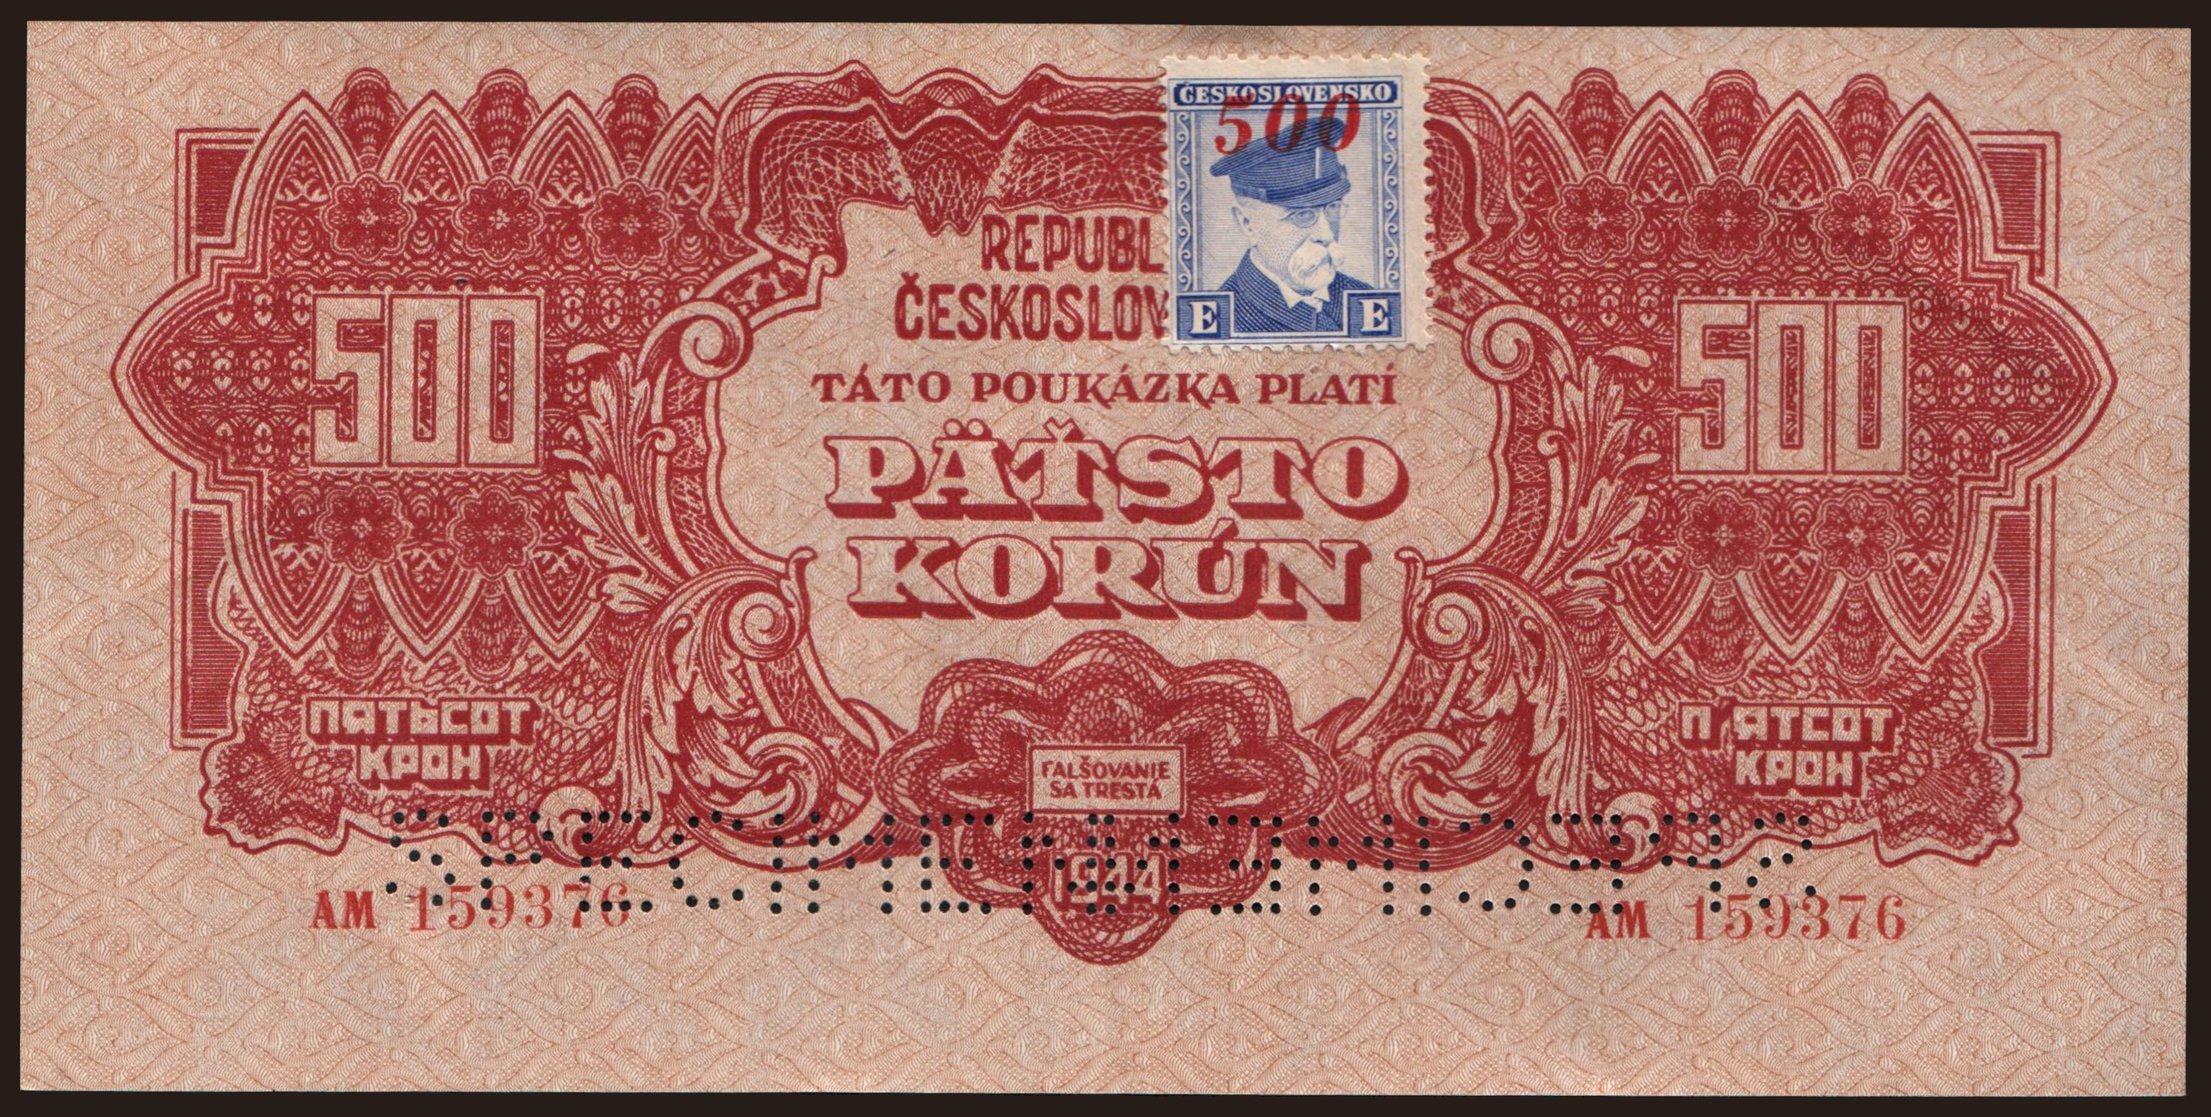 ČESKOSLOVENSKO
500
E E
REPUBL
ČESKOSLOV
TÁTO POUKÁZKA PLATÍ
PÄŤSTO
KORÚN
500
500
ПЯТЬСОТ
КРОН
П'ЯТСОТ
КРОН
FALŠOVANIE
SA TRESTÁ
1944
SPECIMEN
AM 159376
AM 159376